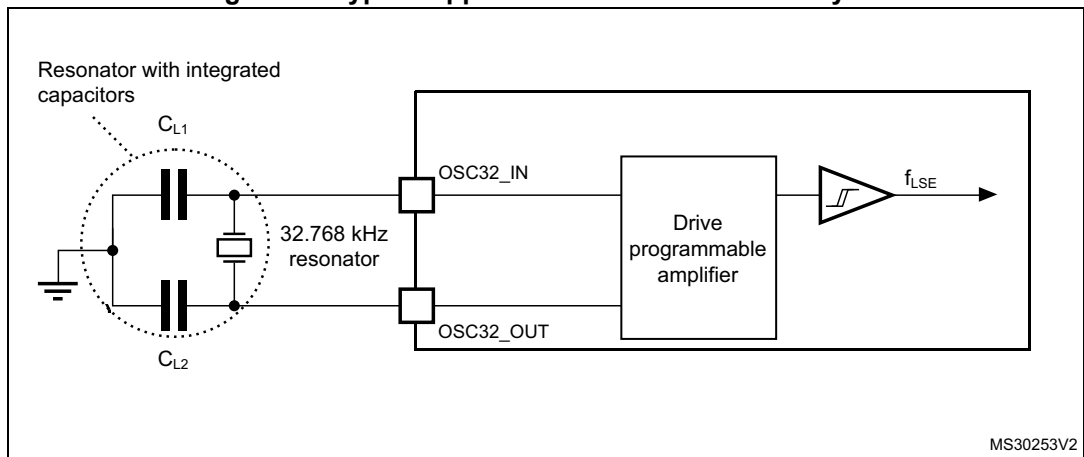 Resonator with integrated
capacitors
C_L1
OSC32_IN
32.768 kHz
resonator
Drive
programmable
amplifier
f_LSE
OSC32_OUT
C_L2
MS30253V2